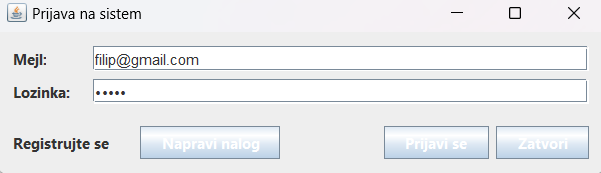 Prijava na sistem
Mejl: filip@gmail.com
Lozinka: •••••
Registrujte se Napravi nalog Prijavi se Zatvori